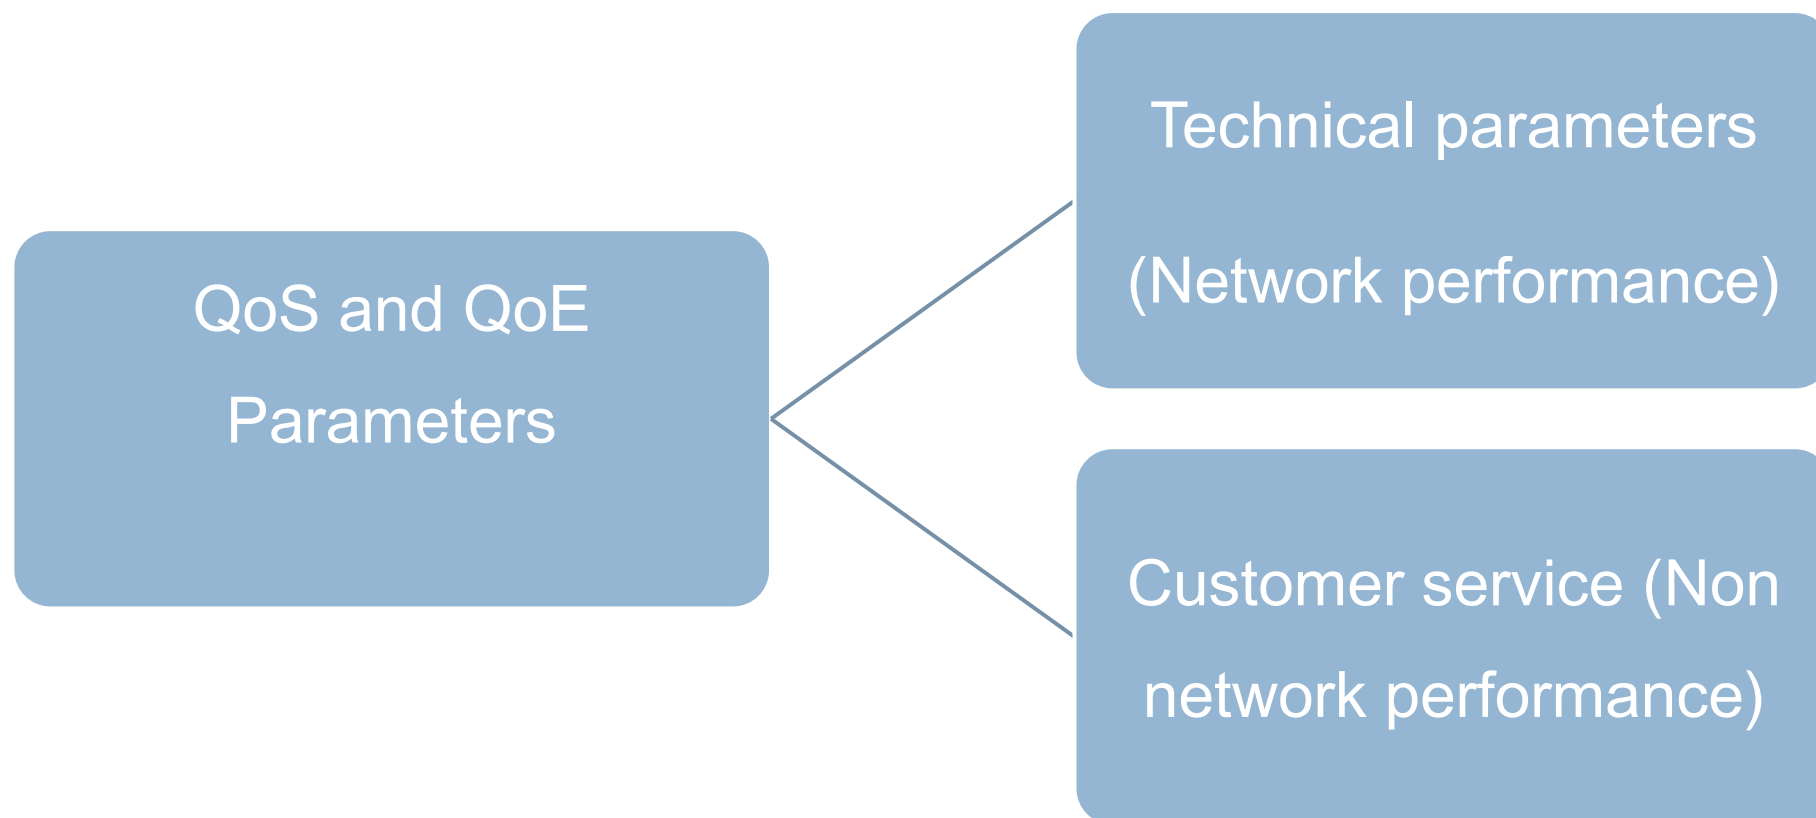 QoS and QoE
Parameters
Technical parameters
(Network performance)
Customer service (Non
network performance)